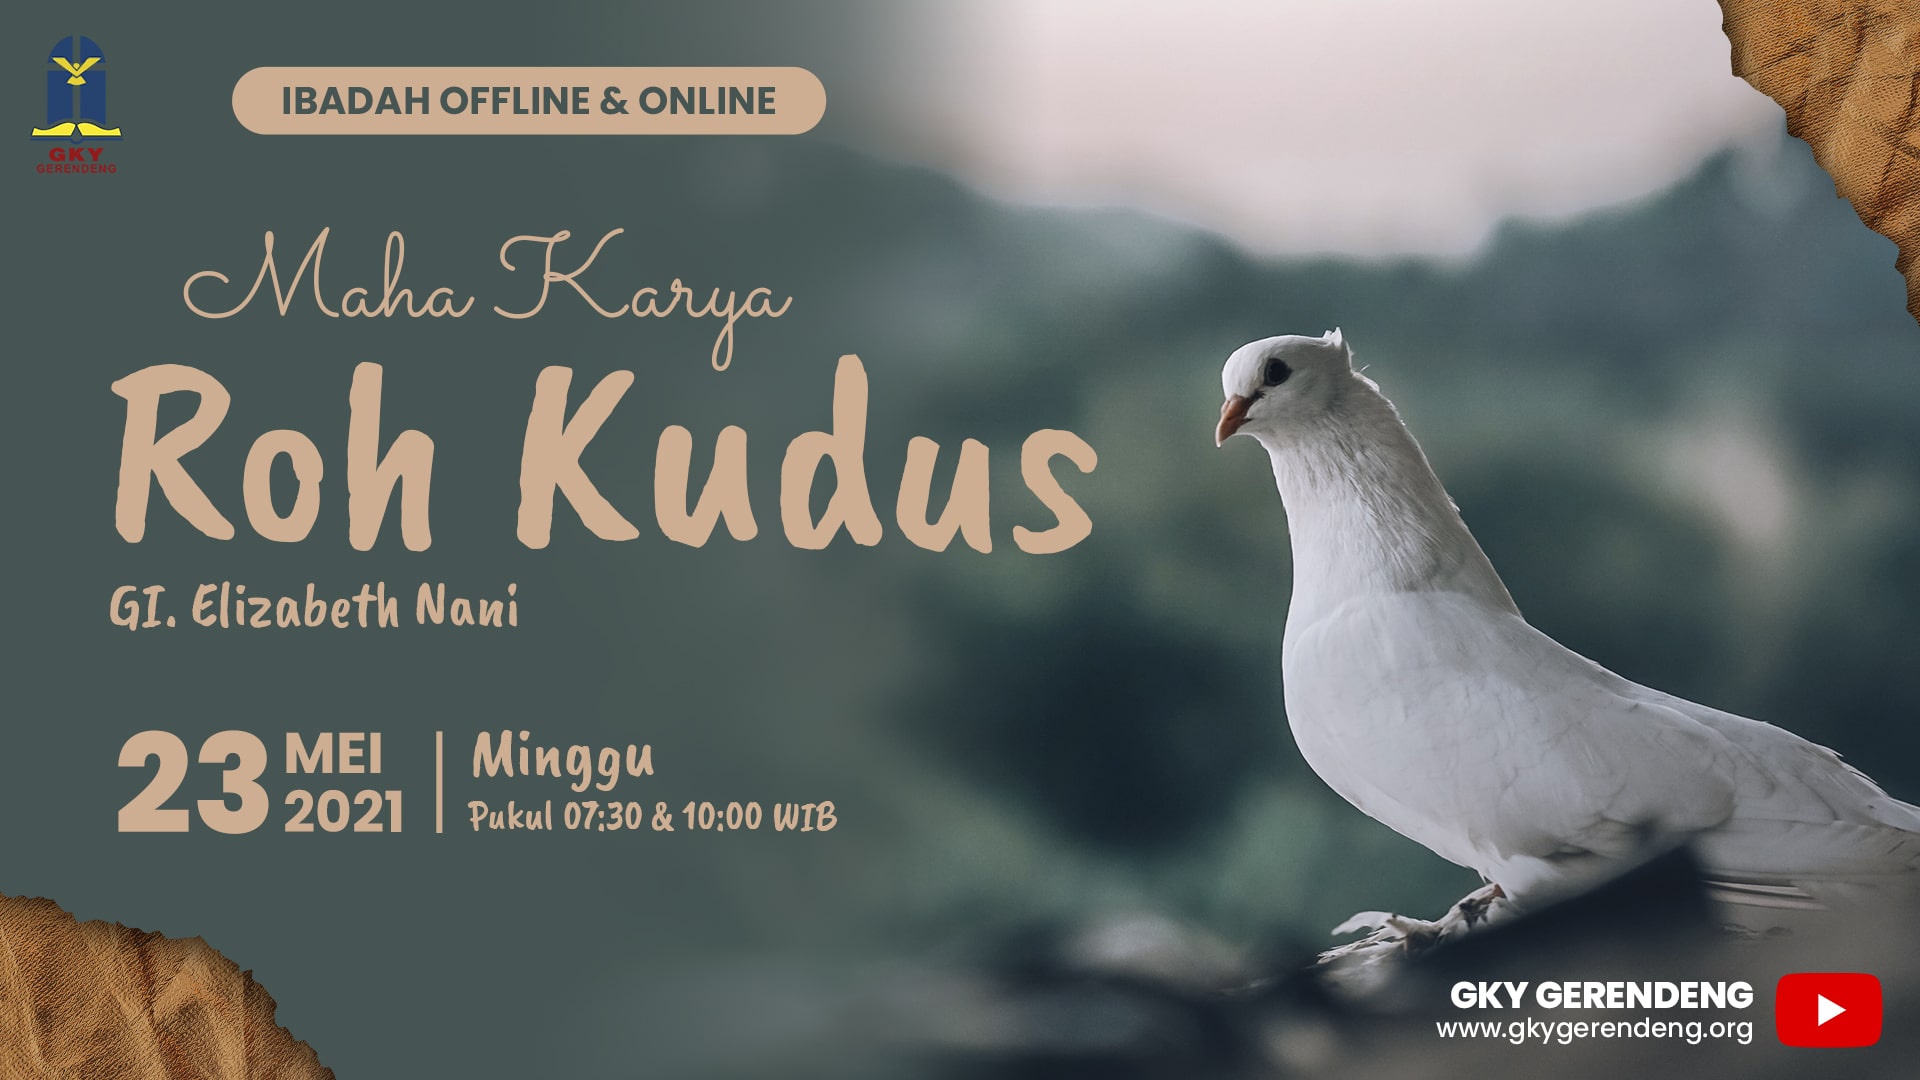 GKY
GERENDENG
IBADAH OFFLINE & ONLINE
Maha Karya
Roh Kudus
GI. Elizabeth Nani
23 MEI 2021
Minggu
Pukul 07:30 & 10:00 WIB
GKY GERENDENG
www.gkygerendeng.org